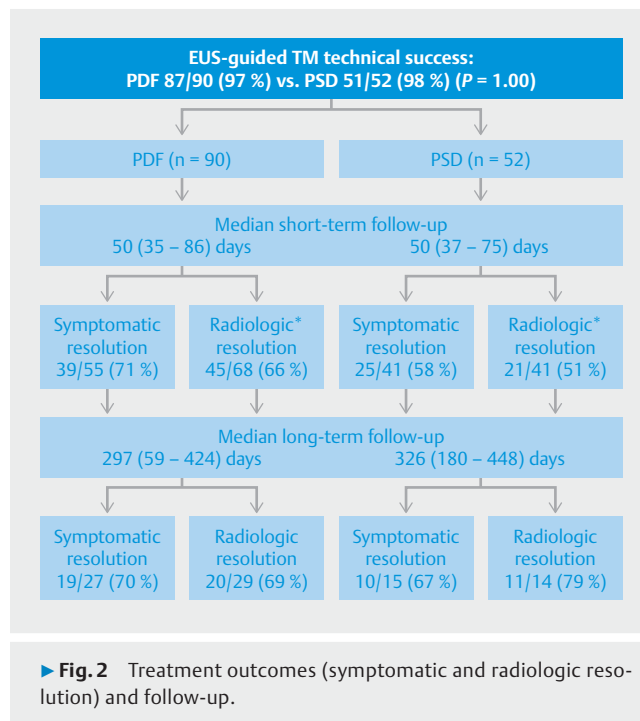 EUS-guided TM technical success:
PDF 87/90 (97 %) vs. PSD 51/52 (98 %) (P = 1.00)
PDF (n = 90)
PSD (n = 52)
Median short-term follow-up
50 (35 – 86) days
50 (37 – 75) days
Symptomatic
resolution
39/55 (71 %)
Radiologic*
resolution
45/68 (66 %)
Symptomatic
resolution
25/41 (58 %)
Radiologic*
resolution
21/41 (51 %)
Median long-term follow-up
297 (59 – 424) days
326 (180 – 448) days
Symptomatic
resolution
19/27 (70 %)
Radiologic
resolution
20/29 (69 %)
Symptomatic
resolution
10/15 (67 %)
Radiologic
resolution
11/14 (79 %)
▶ Fig. 2 Treatment outcomes (symptomatic and radiologic reso-
lution) and follow-up.